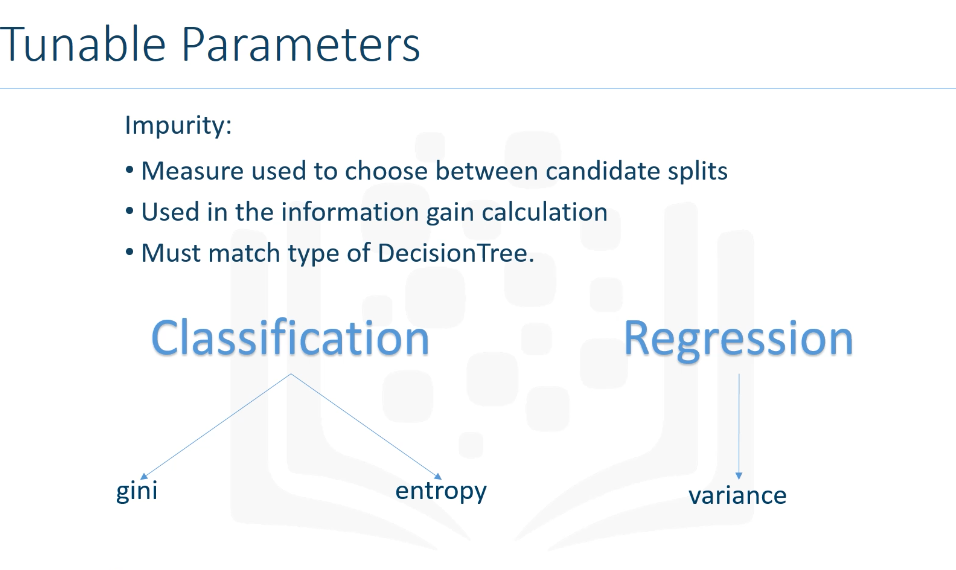 Tunable Parameters
Impurity:
• Measure used to choose between candidate splits
• Used in the information gain calculation
• Must match type of DecisionTree.
Classification
Regression
gini
entropy
variance